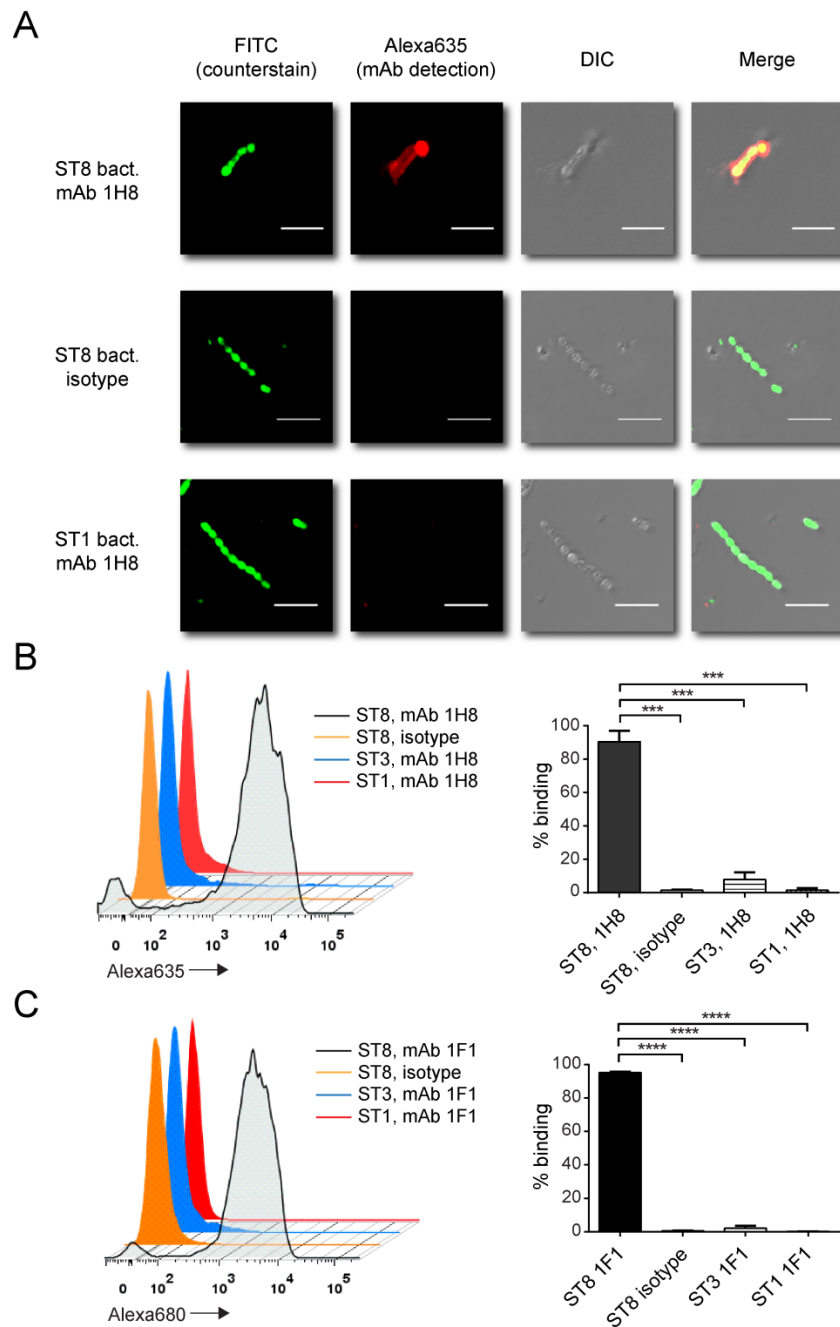 A
FITC
(counterstain)
Alexa635
(mAb detection)
DIC
Merge
ST8 bact.
mAb 1H8
ST8 bact.
isotype
ST1 bact.
mAb 1H8
B
ST8, mAb 1H8
ST8, isotype
ST3, mAb 1H8
ST1, mAb 1H8
0 10² 10³ 10⁴ 10⁵
Alexa635
***
***
***
% binding
100
80
60
40
20
0
ST8, 1H8
ST8, isotype
ST3, 1H8
ST1, 1H8
C
ST8, mAb 1F1
ST8, isotype
ST3, mAb 1F1
ST1, mAb 1F1
0 10² 10³ 10⁴ 10⁵
Alexa680
****
****
****
% binding
100
80
60
40
20
0
ST8 1F1
ST8 isotype
ST3 1F1
ST1 1F1